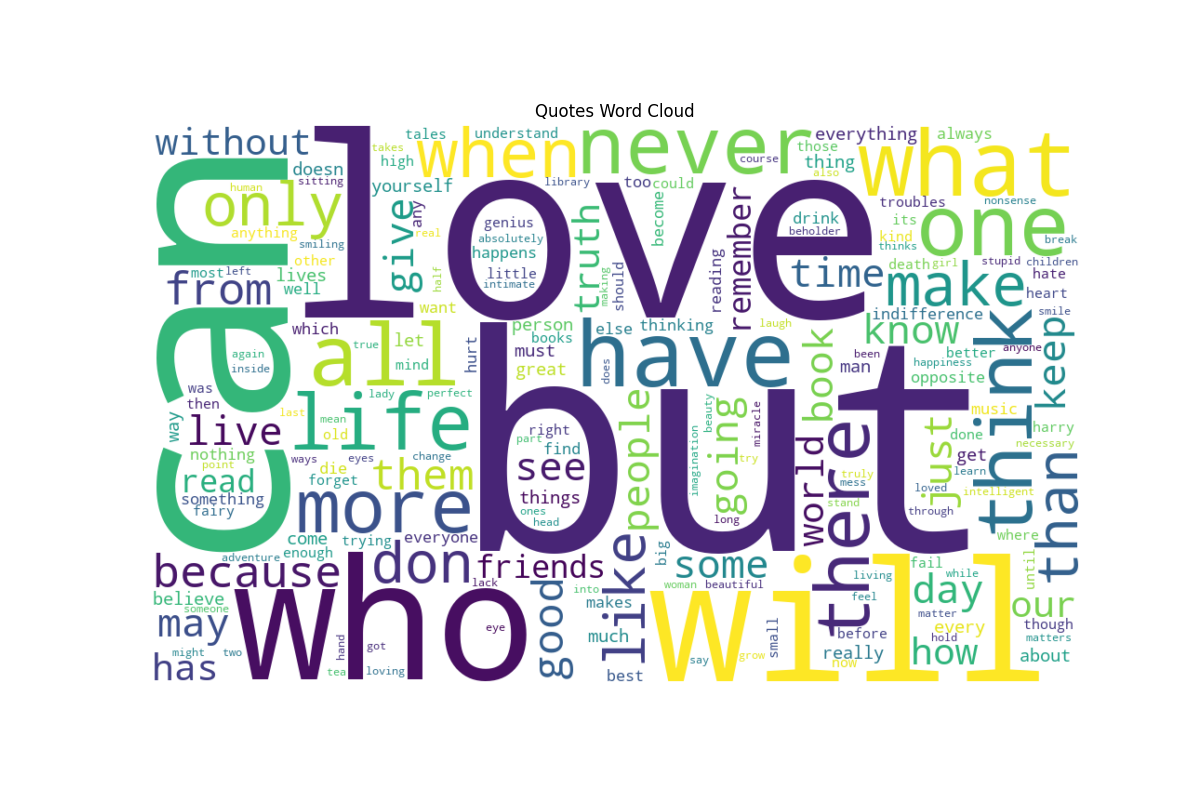 Quotes Word Cloud
without
doesn
sitting
human
only
anything
smiling
other
from
most
left
lives
well
can
love
takes
tales
high
understand
when
yourself
give
any
real
half
want
never
library
too
could
course
those
thing
everything
always
what
also
troubles
nonsense
its
one
kind
thinks
break
genius
absolutely
happens
little
intimate
truth
making
should
become
reading
remember
drink
beholder
time
death
girl
stupid
children
make
hate
heart
indifference
smile
which
all
true
let
mind
hurt
again
inside
person
books
must
great
else
thinking
does
have
laugh
book
man
been
know
better
happiness
anyone
opposite
think
keep
was
then
way
live
nothing
point
read
something
fairy
last
lady
perfect
mean
old
life
ways
eyes
change
die
forget
them
more
but
right
part
find
see
things
ones
head
people
imagination
beauty
going
try
long
miracle
world
there
truly
mess
stand
music
done
harry
just
get
necessary
learn
loved
intelligent
through
than
come
enough
trying
everyone
adventure
because
don
lack
friends
believe
someone
may
might
two
has
who
hand
got
tea
loving
eye
good
into
makes
much
best
like
big
some
woman
beautiful
will
say
grow
small
living
feel
before
really
now
fail
while
where
until
day
our
matter
hold
every
though
matters
how
about